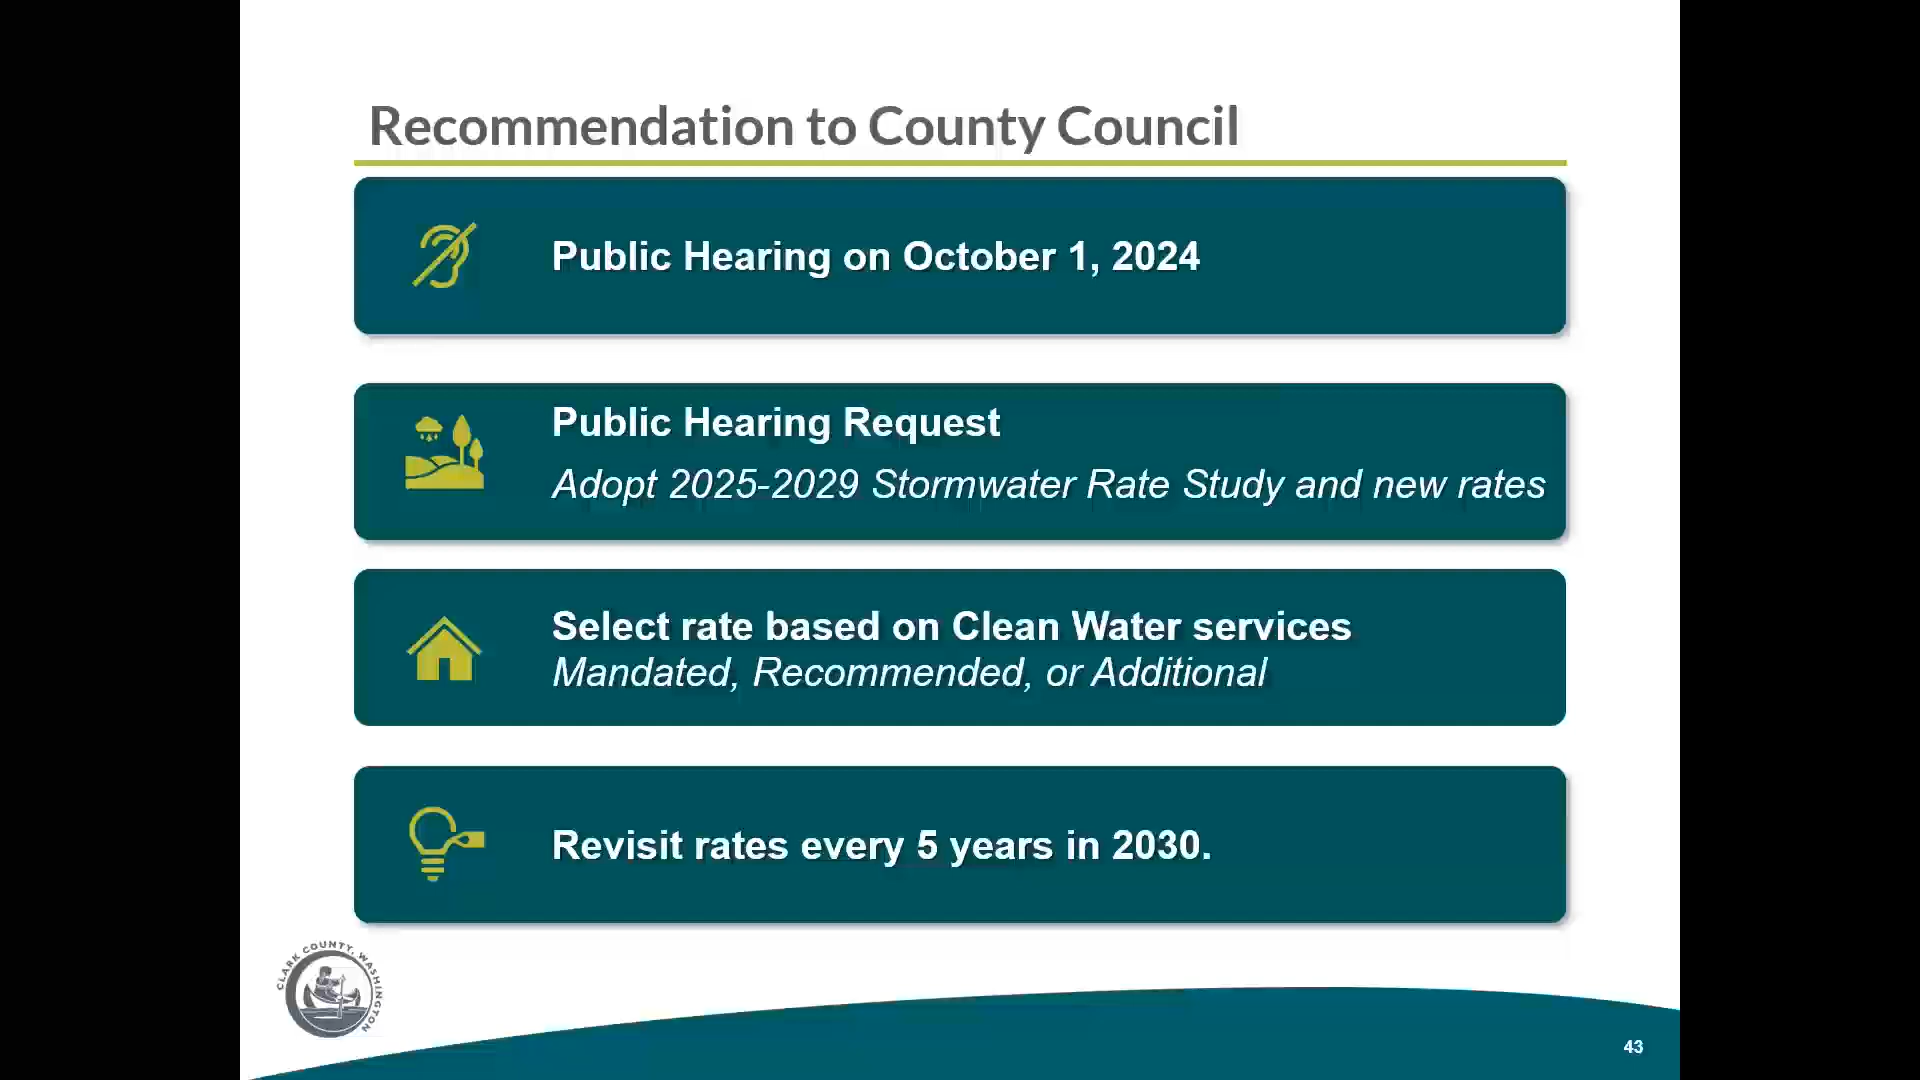 Recommendation to County Council
Public Hearing on October 1, 2024
Public Hearing Request
Adopt 2025-2029 Stormwater Rate Study and new rates
Select rate based on Clean Water services
Mandated, Recommended, or Additional
Revisit rates every 5 years in 2030.
CLARK COUNTY, WASHINGTON
43